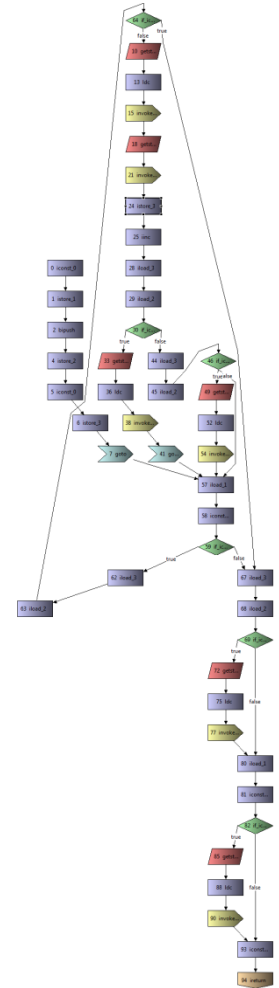 64 if_ic...
false
true
10 getst...
13 ldc
15 invoke...
18 getst...
21 invoke...
24 istore_3
25 iinc
28 iload_3
29 iload_2
30 if_ic...
true
false
33 getst...
36 ldc
38 invoke...
41 go...
44 iload_3
45 iload_2
46 if_ic...
true
false
49 getst...
52 ldc
54 invoke...
0 iconst_0
1 istore_1
2 bipush
4 istore_2
5 iconst_0
6 istore_3
7 goto
57 iload_1
58 iconst...
59 if_ic...
true
false
62 iload_3
63 iload_2
67 iload_3
68 iload_2
69 if_ic...
true
false
72 getst...
75 ldc
77 invoke...
80 iload_1
81 iconst...
82 if_ic...
true
false
85 getst...
88 ldc
90 invoke...
93 iconst...
94 ireturn